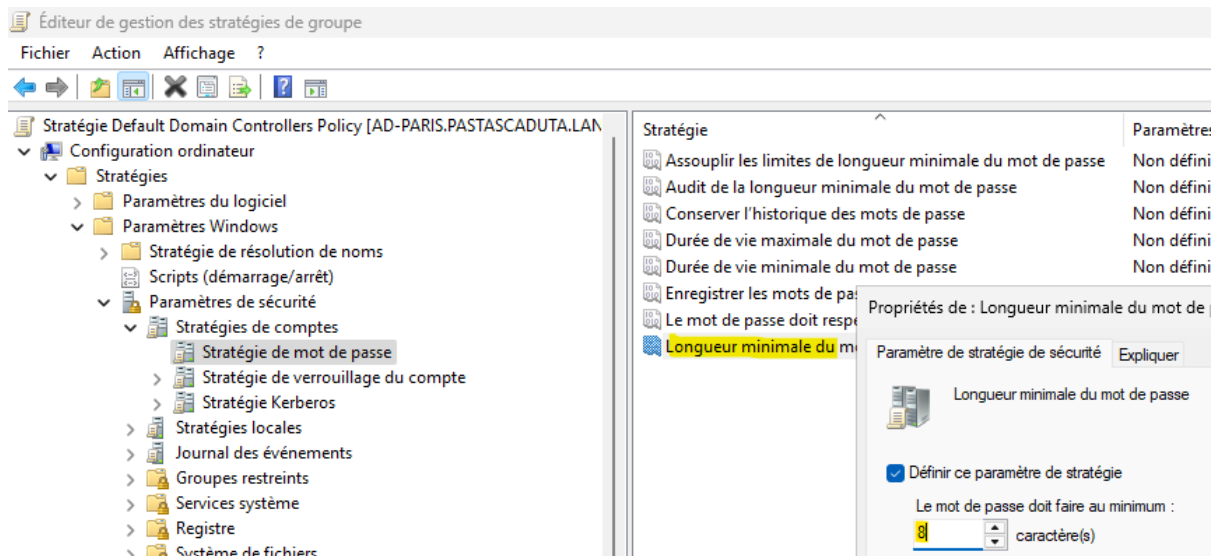 Éditeur de gestion des stratégies de groupe
Fichier Action Affichage ?
Stratégie Default Domain Controllers Policy [AD-PARIS.PASTASCADUTA.LAN
Configuration ordinateur
Stratégies
Paramètres du logiciel
Paramètres Windows
Stratégie de résolution de noms
Scripts (démarrage/arrêt)
Paramètres de sécurité
Stratégies de comptes
Stratégie de mot de passe
Stratégie de verrouillage du compte
Stratégie Kerberos
Stratégies locales
Journal des événements
Groupes restreints
Services système
Registre
Système de fichiers
Stratégie Paramètres
Assouplir les limites de longueur minimale du mot de passe Non défini
Audit de la longueur minimale du mot de passe Non défini
Conserver l'historique des mots de passe Non défini
Durée de vie maximale du mot de passe Non défini
Durée de vie minimale du mot de passe Non défini
Enregistrer les mots de pas
Le mot de passe doit respe
Longueur minimale du m
Propriétés de : Longueur minimale du mot de
Paramètre de stratégie de sécurité Expliquer
Longueur minimale du mot de passe
Définir ce paramètre de stratégie
Le mot de passe doit faire au minimum :
8 caractère(s)